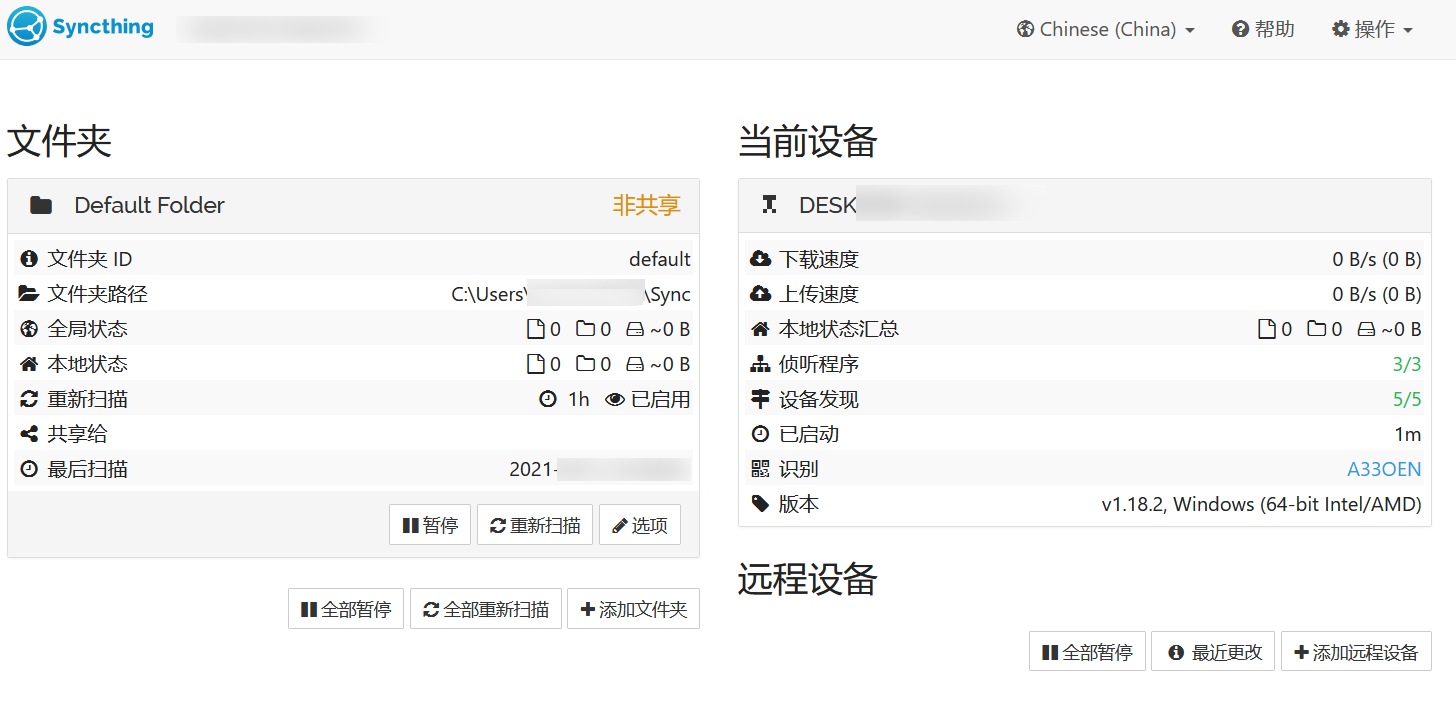 Syncthing
Chinese (China) 帮助 操作
文件夹
Default Folder 非共享
文件夹 ID default
文件夹路径 C:\Users\ \Sync
全局状态 0 0 ~0 B
本地状态 0 0 ~0 B
重新扫描 1h 已启用
共享给
最后扫描 2021-
暂停 重新扫描 选项
全部暂停 全部重新扫描 添加文件夹
当前设备
DESK
下载速度 0 B/s (0 B)
上传速度 0 B/s (0 B)
本地状态汇总 0 0 ~0 B
侦听程序 3/3
设备发现 5/5
已启动 1m
识别 A33OEN
版本 v1.18.2, Windows (64-bit Intel/AMD)
远程设备
全部暂停 最近更改 添加远程设备